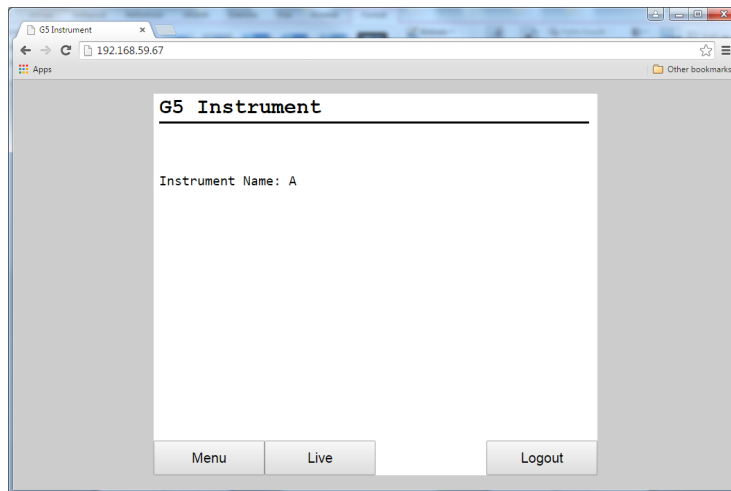 G5 Instrument
192.168.59.67
Apps
Other bookmarks
G5 Instrument
Instrument Name: A
Menu
Live
Logout